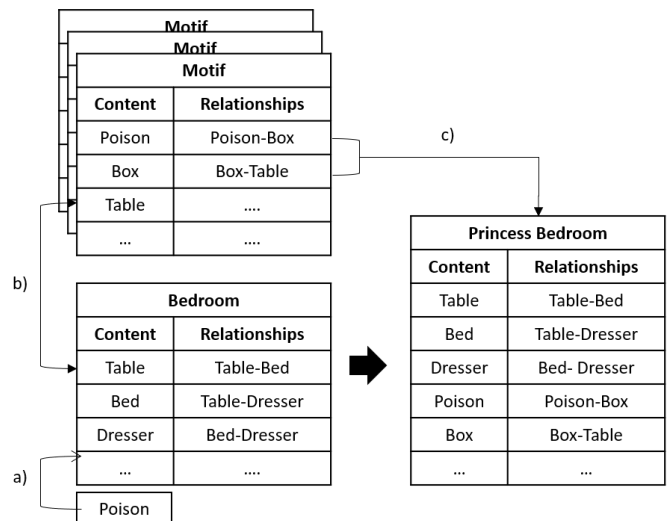 Motif
Motif
Motif
Content Relationships
Poison Poison-Box
Box Box-Table
Table ....
... ....
c)
b)
Bedroom
Content Relationships
Table Table-Bed
Bed Table-Dresser
Dresser Bed-Dresser
... ....
a)
Poison
Princess Bedroom
Content Relationships
Table Table-Bed
Bed Table-Dresser
Dresser Bed- Dresser
Poison Poison-Box
Box Box-Table
... ...